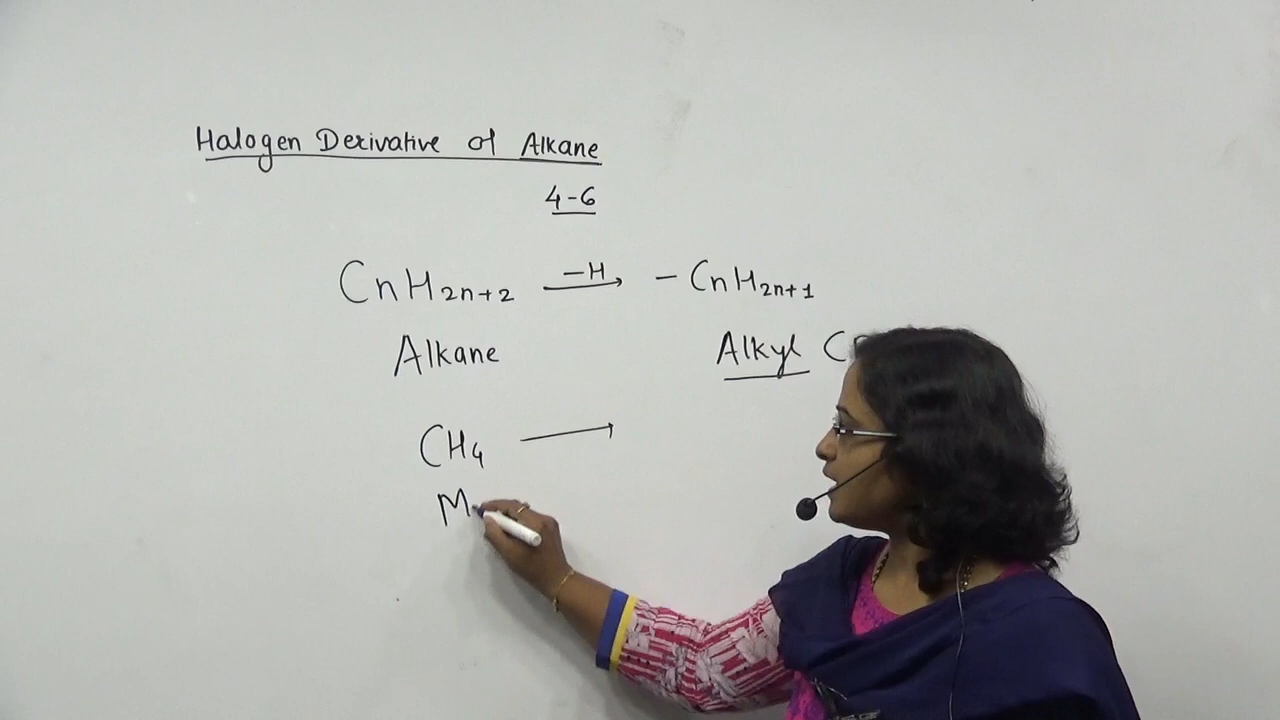 Halogen Derivative of Alkane
4-6
CnH2n+2 —H→ - CnH2n+1
Alkane Alkyl
CH4 →
M